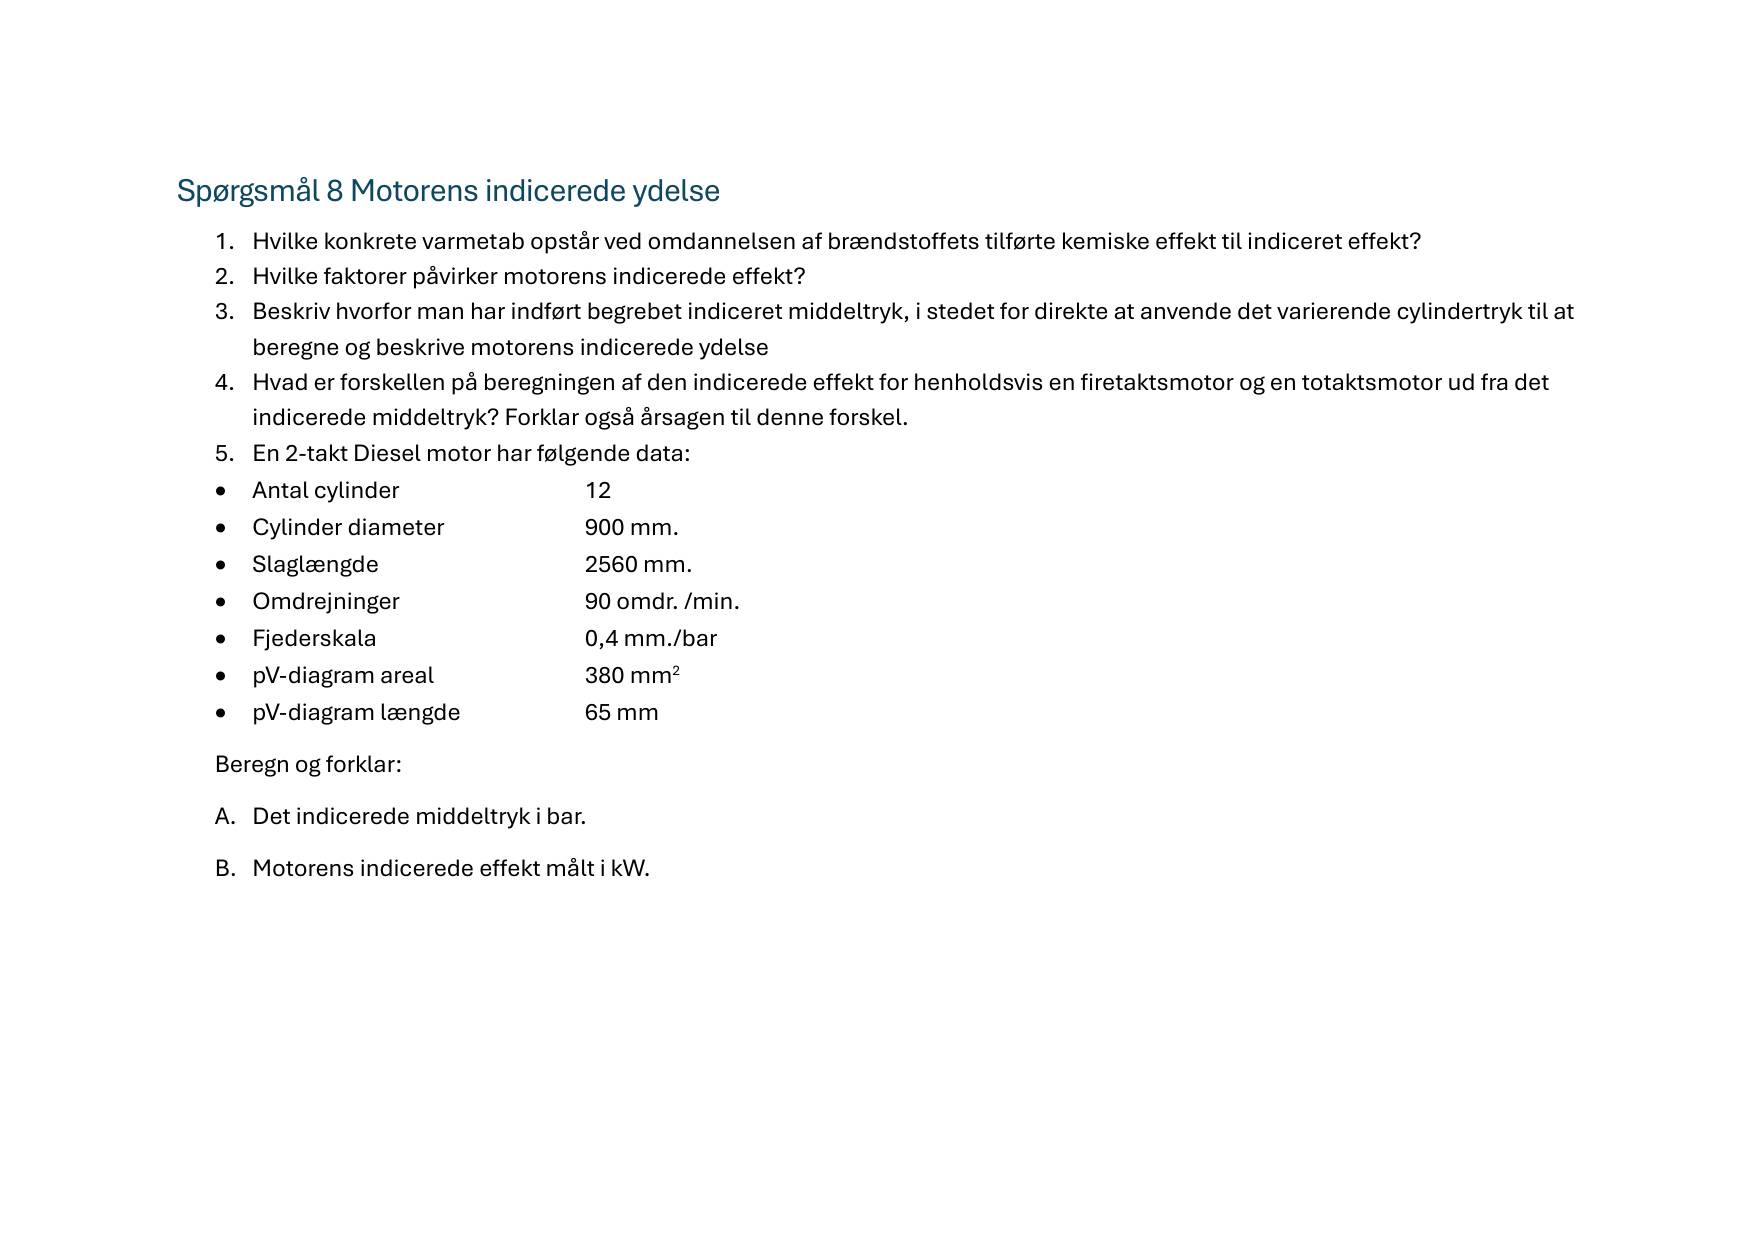 Spørgsmål 8 Motorens indicerede ydelse
1. Hvilke konkrete varmetab opstår ved omdannelsen af brændstoffets tilførte kemiske effekt til indiceret effekt?
2. Hvilke faktorer påvirker motorens indicerede effekt?
3. Beskriv hvorfor man har indført begrebet indiceret middeltryk, i stedet for direkte at anvende det varierende cylindertryk til at
beregne og beskrive motorens indicerede ydelse
4. Hvad er forskellen på beregningen af den indicerede effekt for henholdsvis en firetaktsmotor og en totaktsmotor ud fra det
indicerede middeltryk? Forklar også årsagen til denne forskel.
5. En 2-takt Diesel motor har følgende data:
• Antal cylinder 12
• Cylinder diameter 900 mm.
• Slaglængde 2560 mm.
• Omdrejninger 90 omdr. /min.
• Fjederskala 0,4 mm./bar
• pV-diagram areal 380 mm²
• pV-diagram længde 65 mm
Beregn og forklar:
A. Det indicerede middeltryk i bar.
B. Motorens indicerede effekt målt i kW.